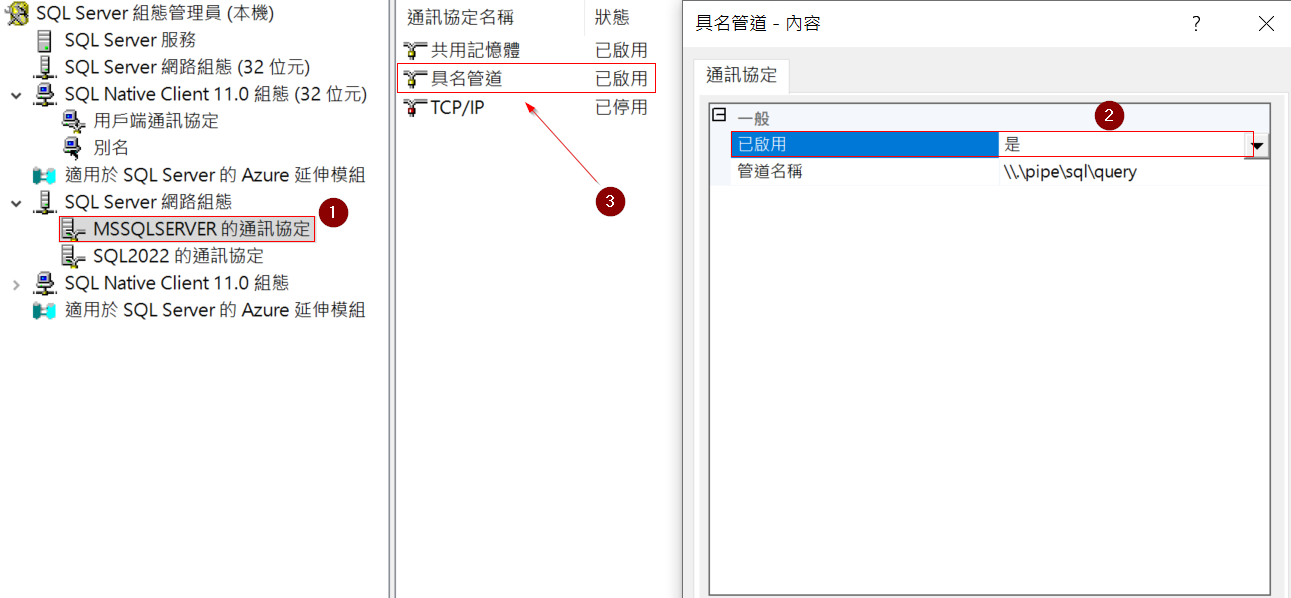 SQL Server 組態管理員 (本機)
SQL Server 服務
SQL Server 網路組態 (32 位元)
SQL Native Client 11.0 組態 (32 位元)
用戶端通訊協定
別名
適用於 SQL Server 的 Azure 延伸模組
SQL Server 網路組態
1
MSSQLSERVER 的通訊協定
SQL2022 的通訊協定
SQL Native Client 11.0 組態
適用於 SQL Server 的 Azure 延伸模組
通訊協定名稱 狀態
共用記憶體 已啟用
具名管道 已啟用
TCP/IP 已停用
3
具名管道 - 內容 ?
通訊協定
一般
2
已啟用 是
管道名稱 \\.\pipe\sql\query